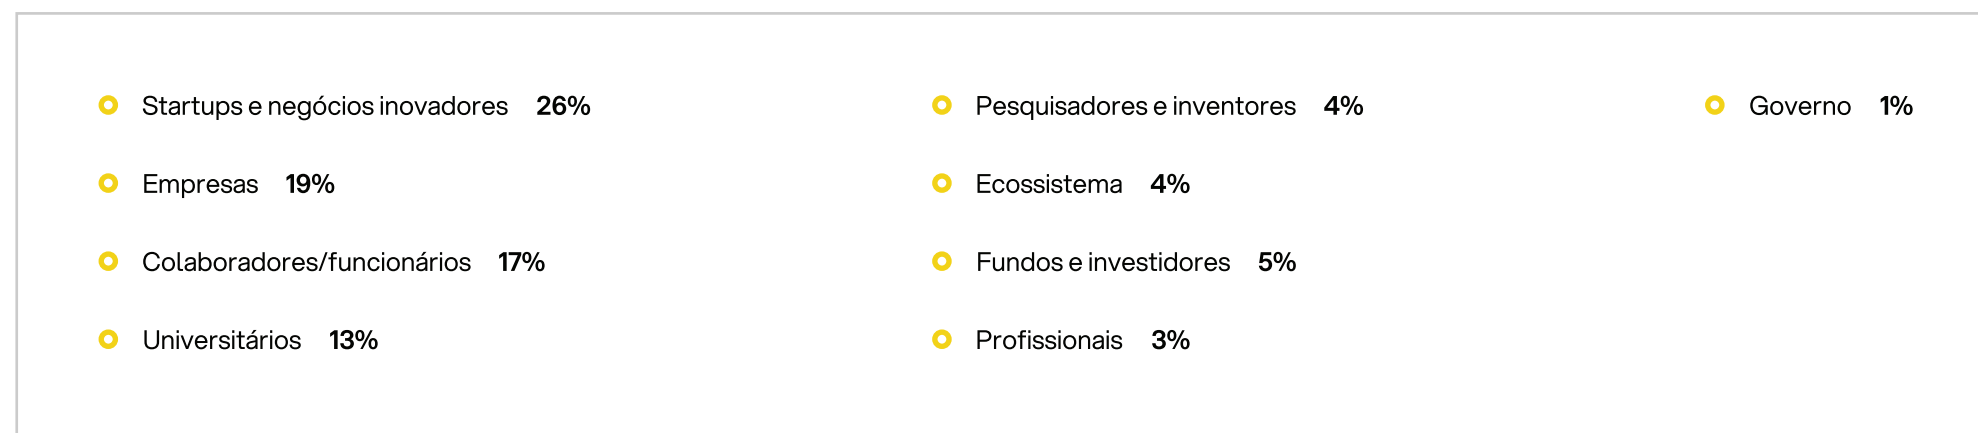 Startups e negócios inovadores 26%
Empresas 19%
Colaboradores/funcionários 17%
Universitários 13%
Pesquisadores e inventores 4%
Ecossistema 4%
Fundos e investidores 5%
Profissionais 3%
Governo 1%